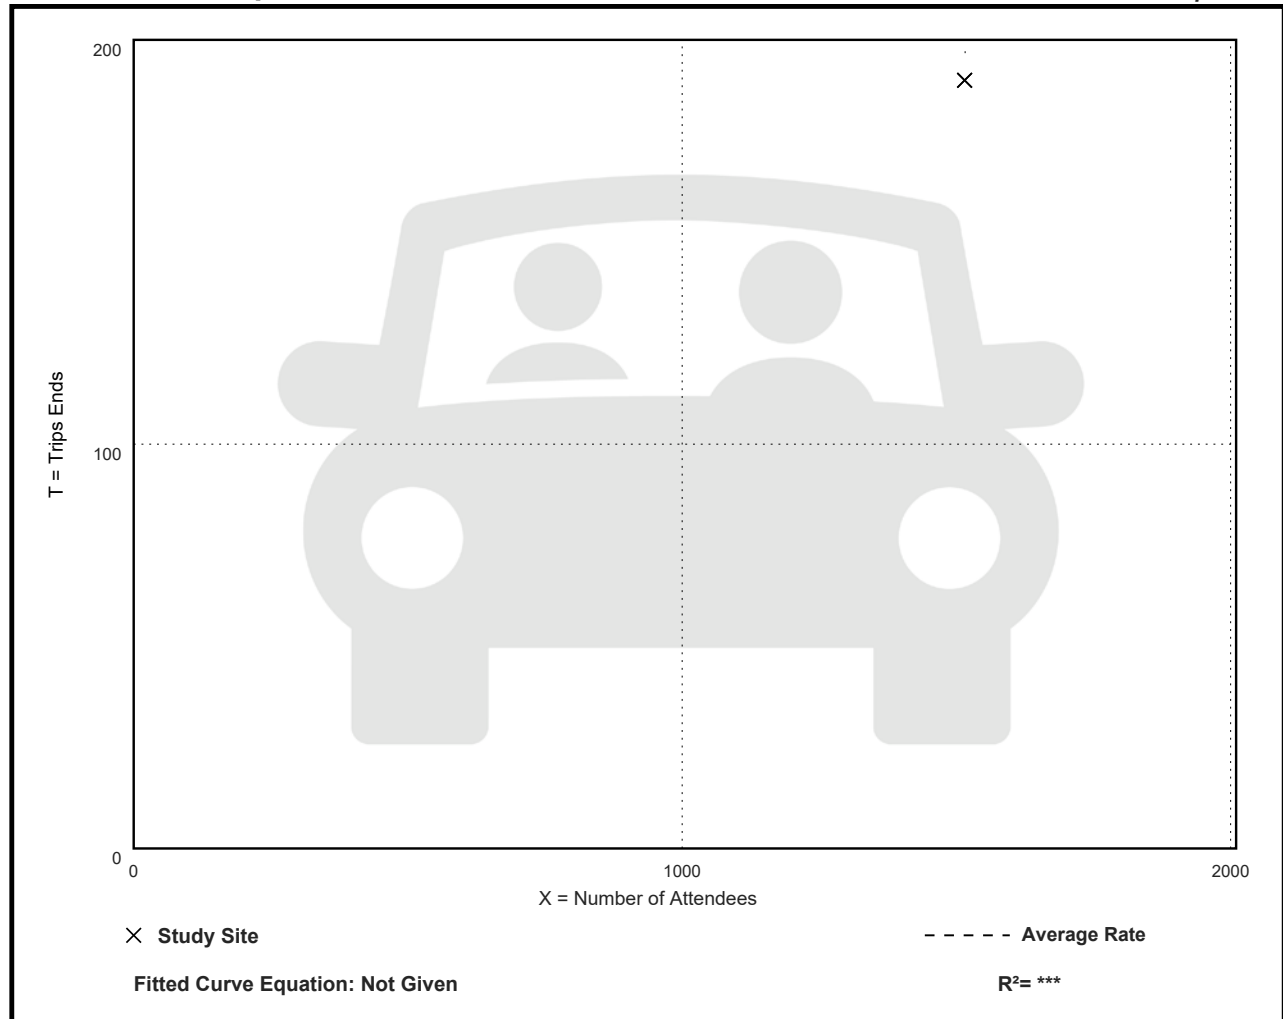 200
T = Trips Ends
100
0
0 1000 2000
X = Number of Attendees
Study Site
Average Rate
Fitted Curve Equation: Not Given
R²= ***